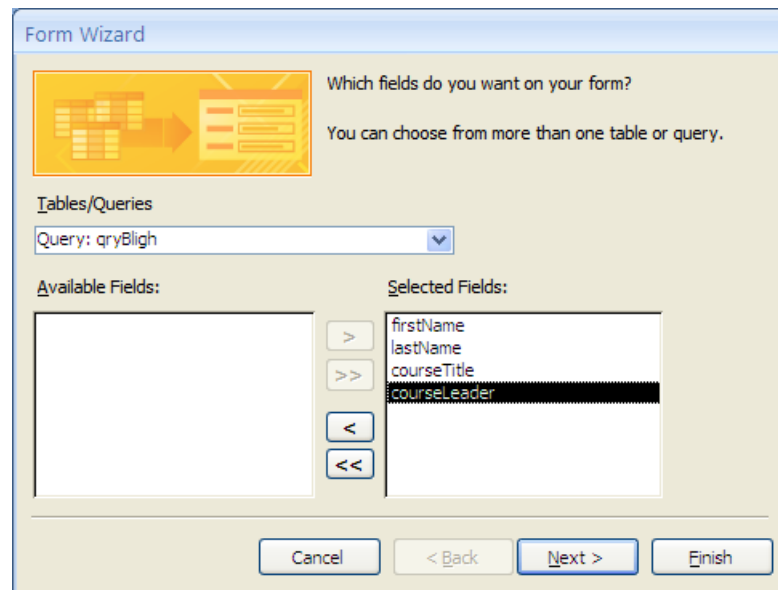 Form Wizard
Which fields do you want on your form?
You can choose from more than one table or query.
Tables/Queries
Query: qryBligh
Available Fields:
Selected Fields:
firstName
lastName
courseTitle
courseLeader
>
>>
<
<<
Cancel
< Back
Next >
Finish